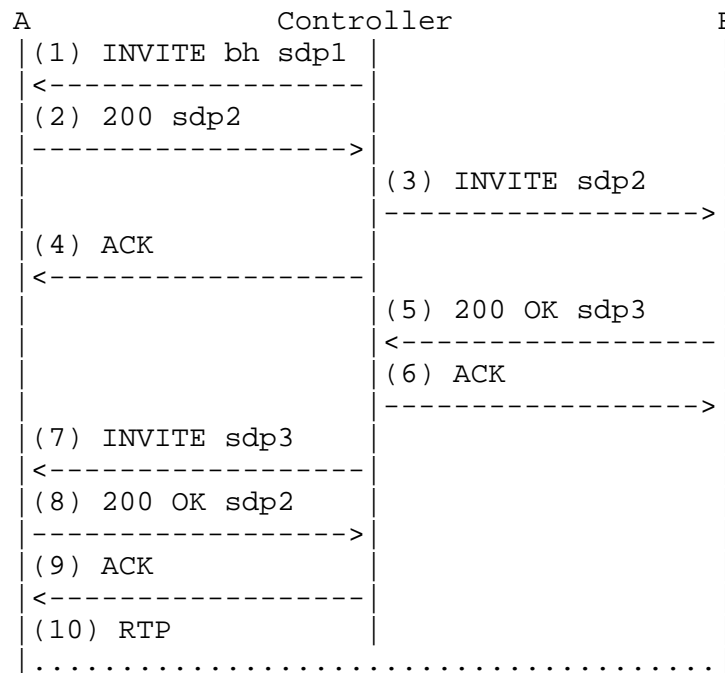 A Controller B
(1) INVITE bh sdp1
(2) 200 sdp2
(3) INVITE sdp2
(4) ACK
(5) 200 OK sdp3
(6) ACK
(7) INVITE sdp3
(8) 200 OK sdp2
(9) ACK
(10) RTP